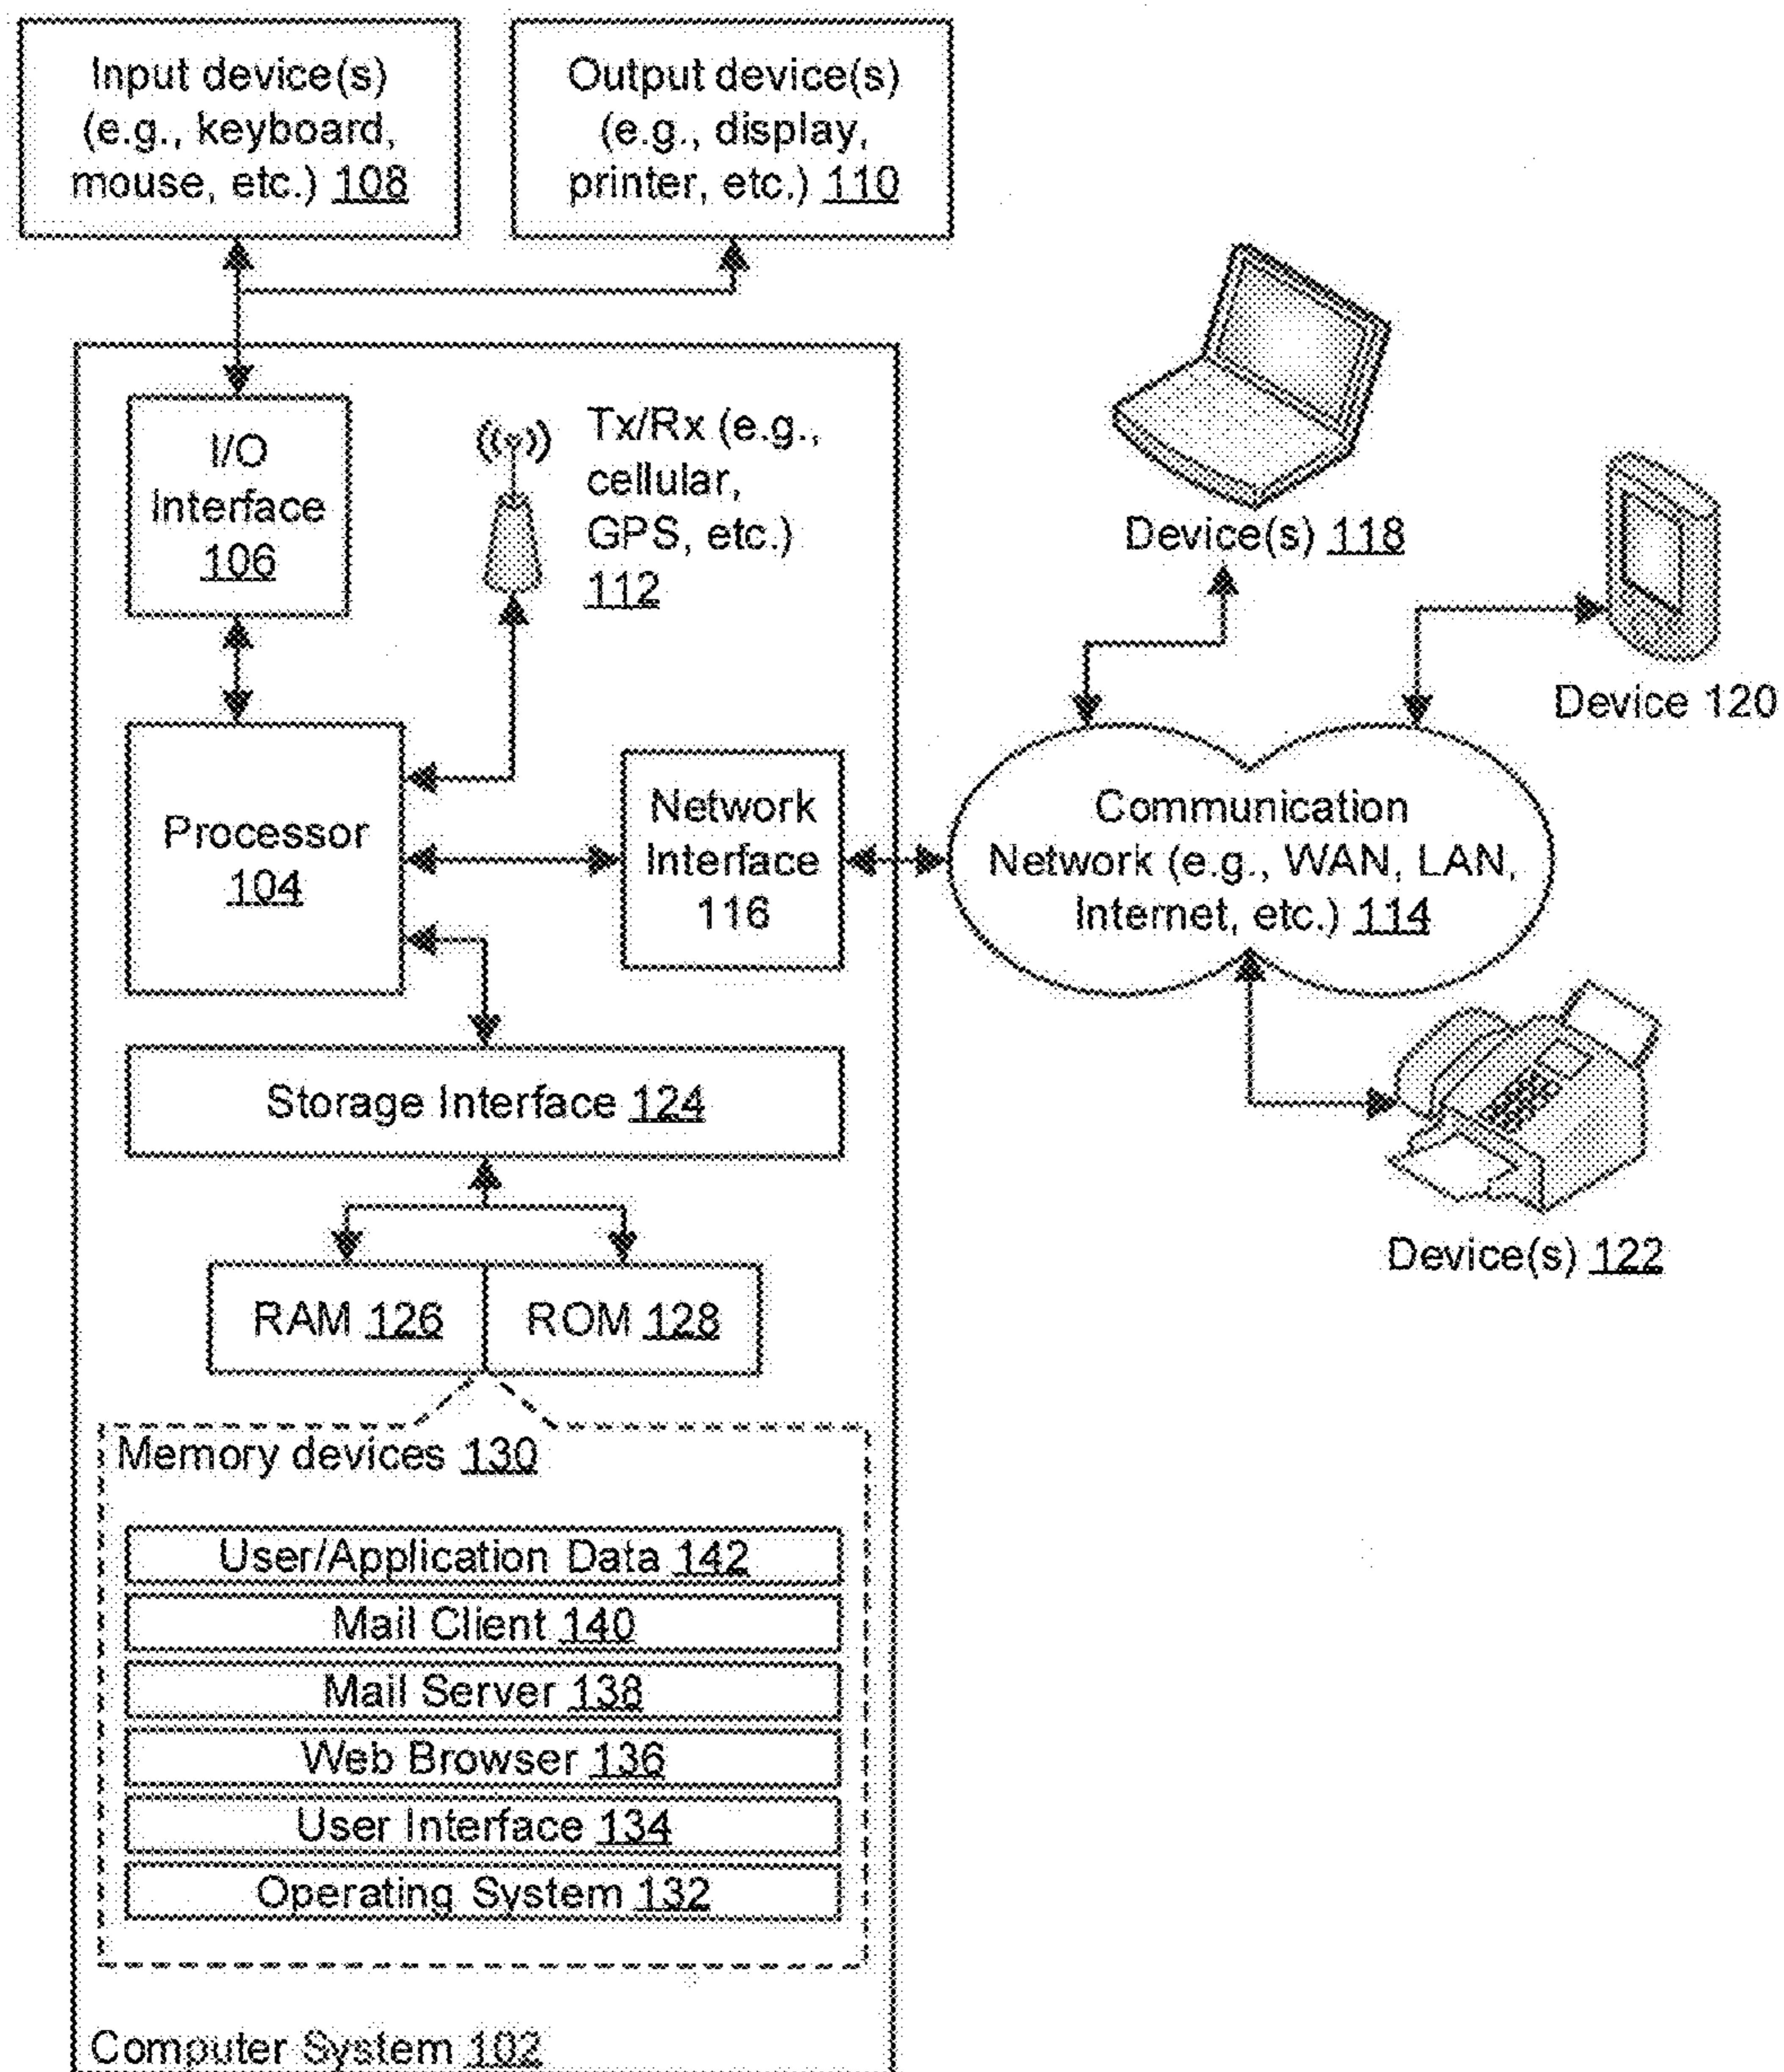 Input device(s)
(e.g., keyboard,
mouse, etc.) 108
Output device(s)
(e.g., display,
printer, etc.) 110
I/O
Interface
106
Tx/Rx (e.g.,
cellular,
GPS, etc.)
112
Device(s) 118
Device 120
Processor
104
Network
Interface
116
Communication
Network (e.g., WAN, LAN,
Internet, etc.) 114
Storage Interface 124
Device(s) 122
RAM 126
ROM 128
Memory devices 130
User/Application Data 142
Mail Client 140
Mail Server 138
Web Browser 136
User Interface 134
Operating System 132
Computer System 102